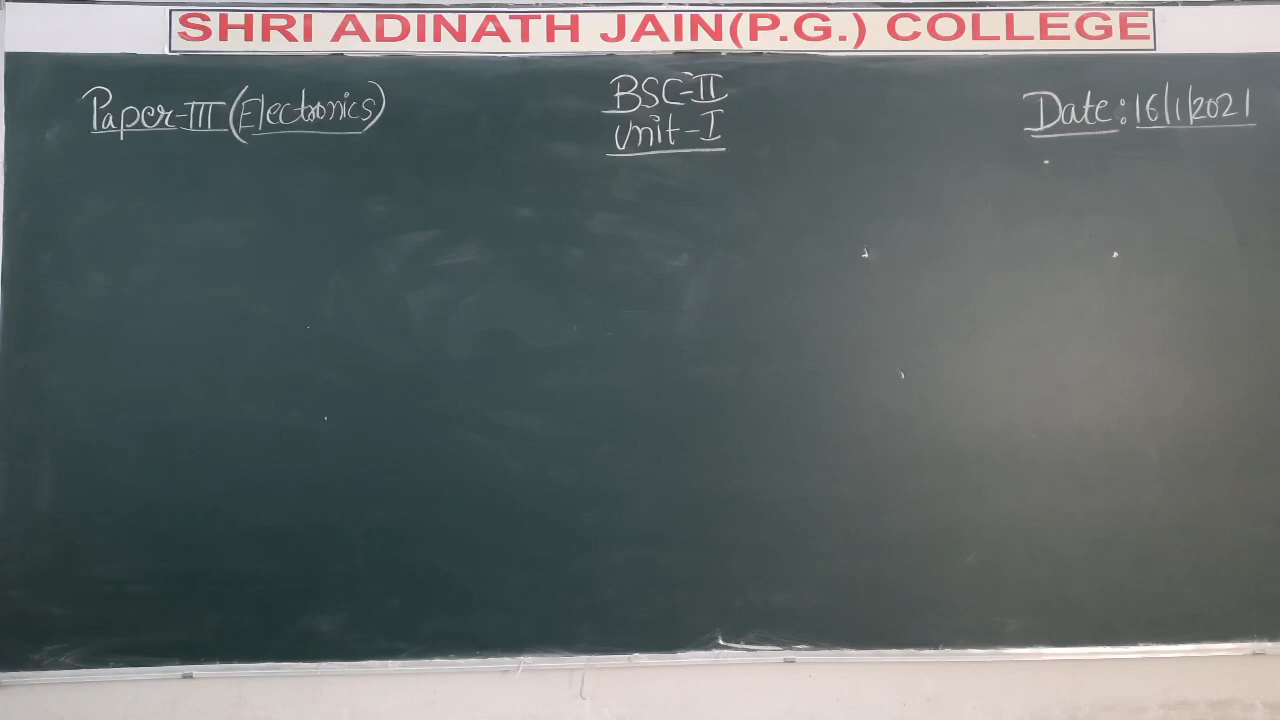 SHRI ADINATH JAIN(P.G.) COLLEGE
Paper-III (Electronics)
BSC-II
Unit-I
Date: 16/1/2021